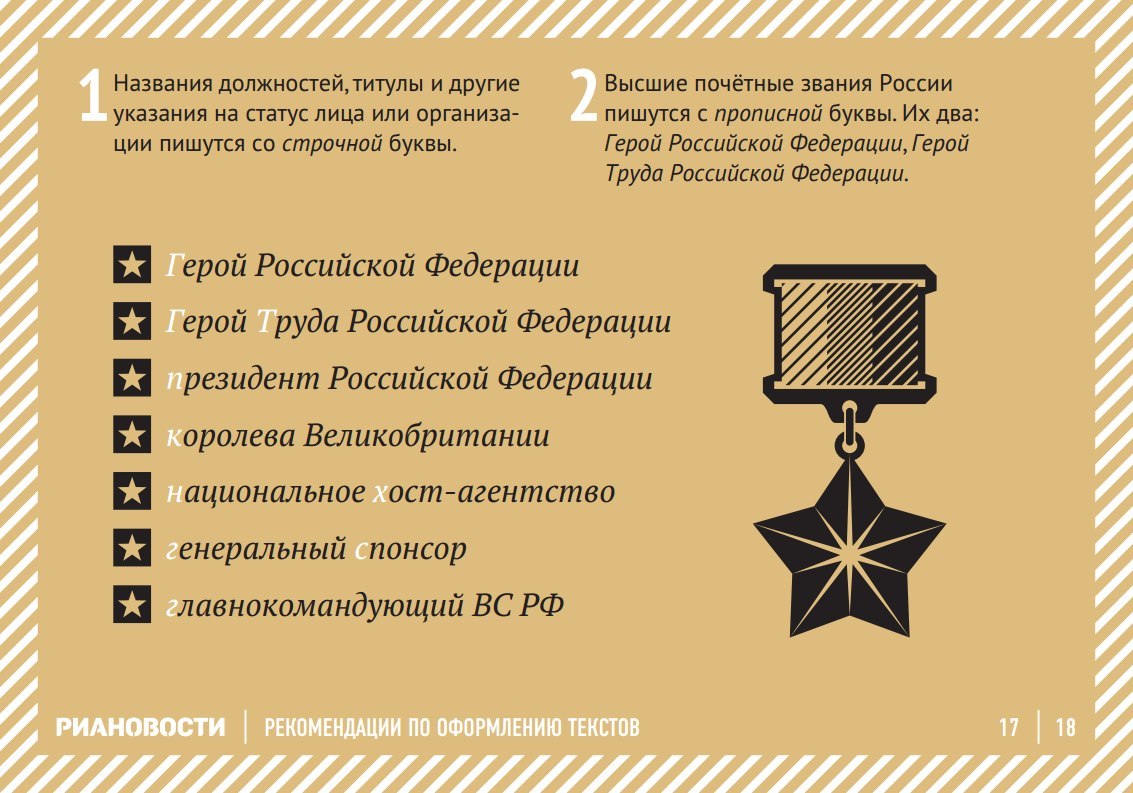 1
Названия должностей, титулы и другие
указания на статус лица или организа-
ции пишутся со строчной буквы.
2
Высшие почётные звания России
пишутся с прописной буквы. Их два:
Герой Российской Федерации, Герой
Труда Российской Федерации.
Герой Российской Федерации
Герой Труда Российской Федерации
президент Российской Федерации
королева Великобритании
национальное хост-агентство
генеральный спонсор
главнокомандующий ВС РФ
РИАНОВОСТИ | РЕКОМЕНДАЦИИ ПО ОФОРМЛЕНИЮ ТЕКСТОВ 17 | 18